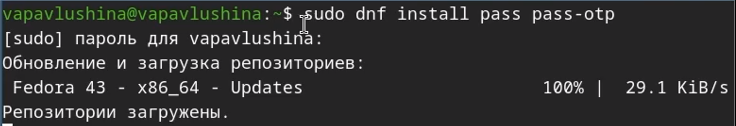 vapavlushina@vapavlushina:~$ sudo dnf install pass pass-otp
[sudo] пароль для vapavlushina:
Обновление и загрузка репозиториев:
Fedora 43 - x86_64 - Updates 100% | 29.1 KiB/s
Репозитории загружены.